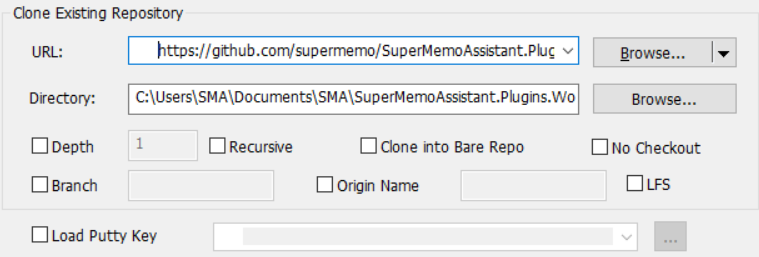 Clone Existing Repository
URL: https://github.com/supermemo/SuperMemoAssistant.Plug Browse...
Directory: C:\Users\SMA\Documents\SMA\SuperMemoAssistant.Plugins.Wo Browse...
Depth 1 Recursive Clone into Bare Repo No Checkout
Branch Origin Name LFS
Load Putty Key ...